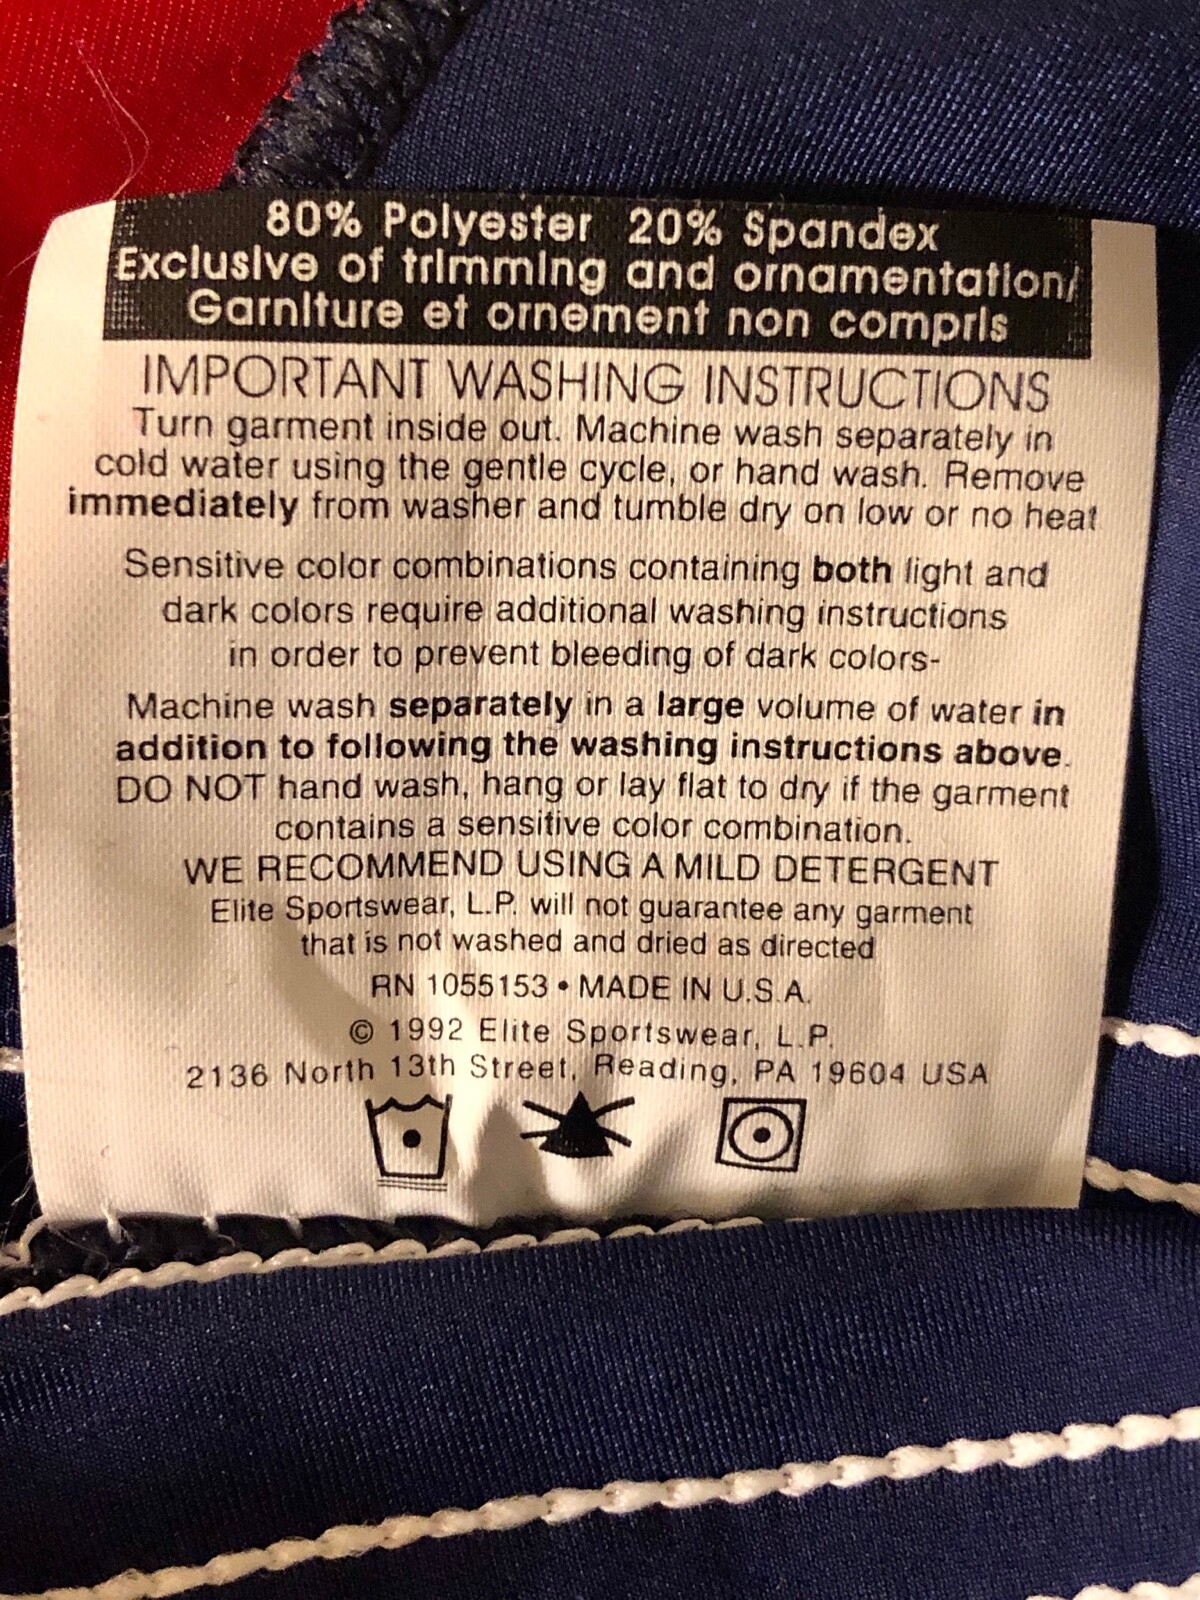 80% Polyester 20% Spandex
Exclusive of trimming and ornamentation/
Garniture et ornement non compris
IMPORTANT WASHING INSTRUCTIONS
Turn garment inside out. Machine wash separately in
cold water using the gentle cycle, or hand wash. Remove
immediately from washer and tumble dry on low or no heat
Sensitive color combinations containing both light and
dark colors require additional washing instructions
in order to prevent bleeding of dark colors-
Machine wash separately in a large volume of water in
addition to following the washing instructions above.
DO NOT hand wash, hang or lay flat to dry if the garment
contains a sensitive color combination.
WE RECOMMEND USING A MILD DETERGENT
Elite Sportswear, L.P. will not guarantee any garment
that is not washed and dried as directed
RN 1055153 • MADE IN U.S.A.
© 1992 Elite Sportswear, L.P.
2136 North 13th Street, Reading, PA 19604 USA